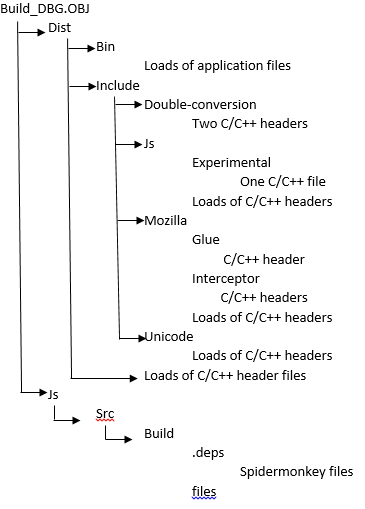 Build_DBG.OBJ
Dist
Bin
Loads of application files
Include
Double-conversion
Two C/C++ headers
Js
Experimental
One C/C++ file
Loads of C/C++ headers
Mozilla
Glue
C/C++ header
Interceptor
C/C++ headers
Loads of C/C++ headers
Unicode
Loads of C/C++ headers
Loads of C/C++ header files
Js
Src
Build
.deps
Spidermonkey files
files